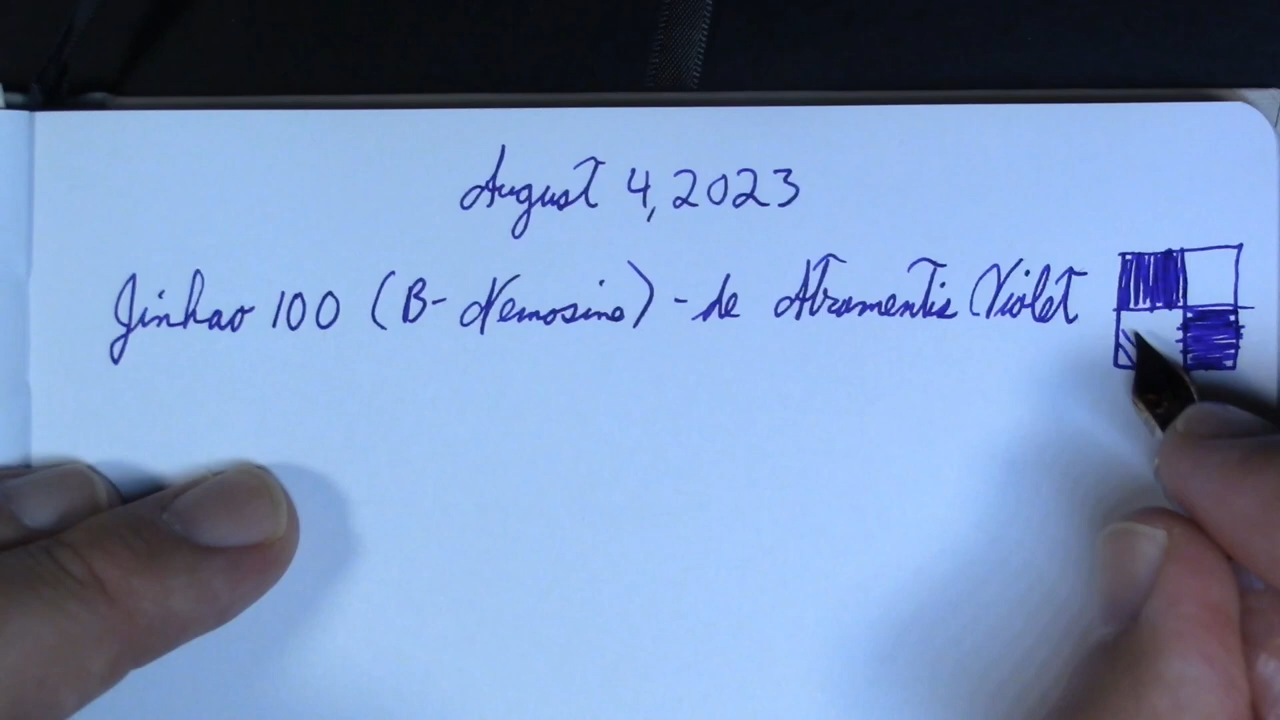 August 4, 2023
Jinhao 100 (B- Nemosine) - de Atramentis Violet